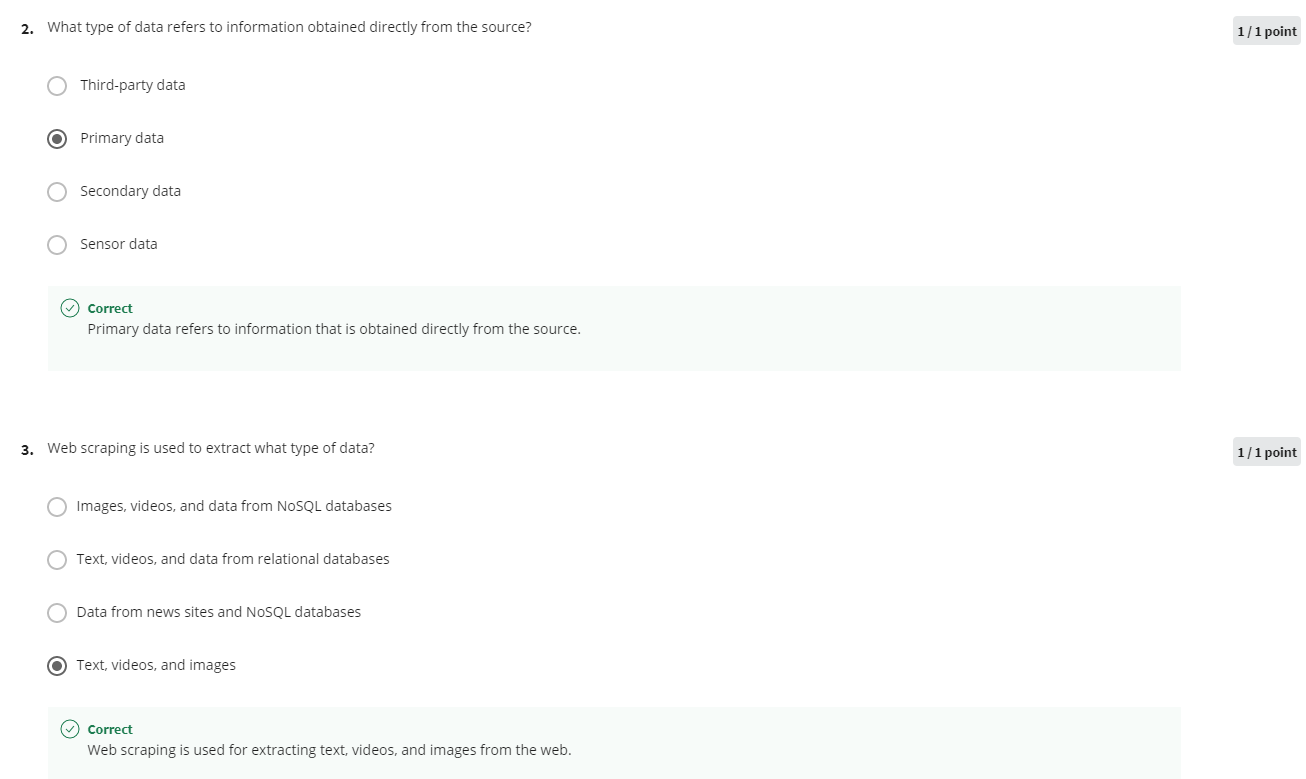 2. What type of data refers to information obtained directly from the source?
1 / 1 point
Third-party data
Primary data
Secondary data
Sensor data
Correct
Primary data refers to information that is obtained directly from the source.
3. Web scraping is used to extract what type of data?
1 / 1 point
Images, videos, and data from NoSQL databases
Text, videos, and data from relational databases
Data from news sites and NoSQL databases
Text, videos, and images
Correct
Web scraping is used for extracting text, videos, and images from the web.